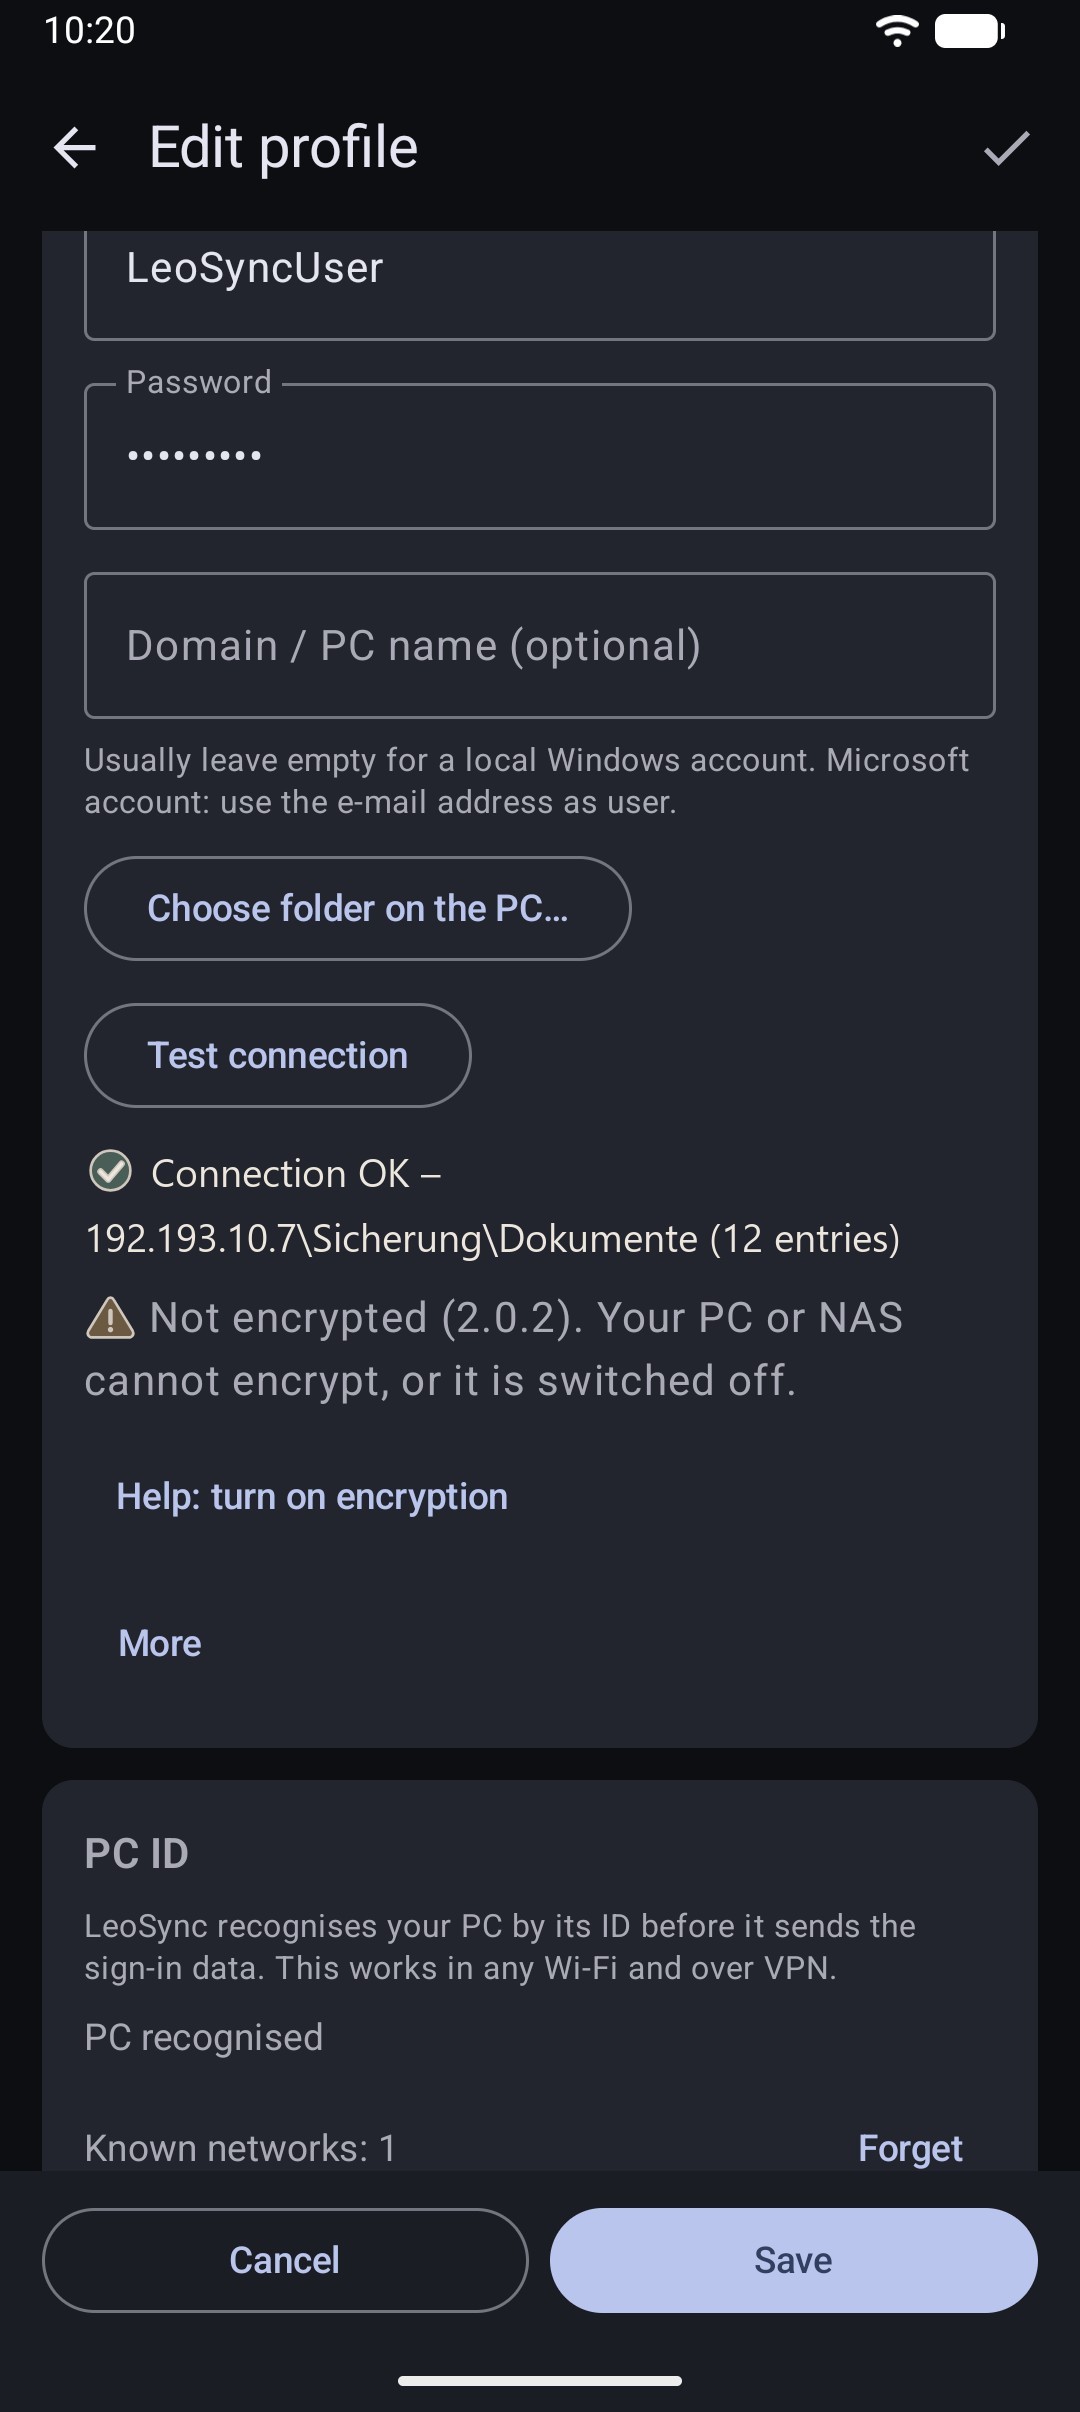 10:20
Edit profile
LeoSyncUser
Password
•••••••••
Domain / PC name (optional)
Usually leave empty for a local Windows account. Microsoft
account: use the e-mail address as user.
Choose folder on the PC...
Test connection
Connection OK –
192.193.10.7\Sicherung\Dokumente (12 entries)
Not encrypted (2.0.2). Your PC or NAS
cannot encrypt, or it is switched off.
Help: turn on encryption
More
PC ID
LeoSync recognises your PC by its ID before it sends the
sign-in data. This works in any Wi-Fi and over VPN.
PC recognised
Known networks: 1
Forget
Cancel
Save